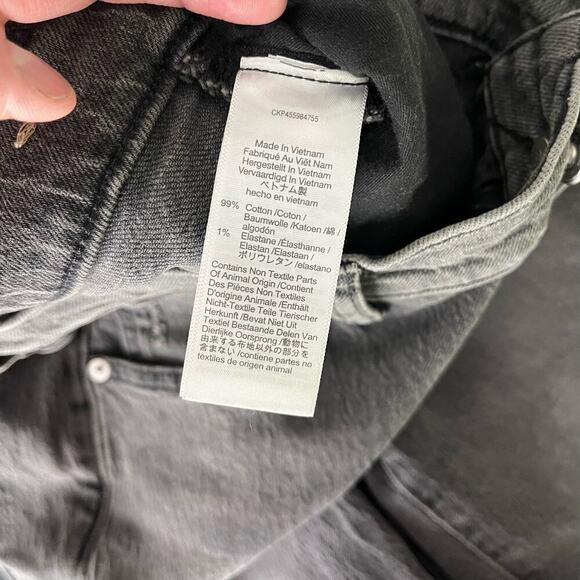 CKP455984755
Made In Vietnam
Fabriqué Au Viêt Nam
Hergestellt In Vietnam
Vervaardigd In Vietnam
ベトナム製
hecho en vietnam
99% Cotton /Coton /
Baumwolle /Katoen /綿 /
algodón
1% Elastane /Élasthanne /
Elastan /Elastaan /
ポリウレタン /elastano
Contains Non Textile Parts
Of Animal Origin /Contient
Des Pièces Non Textiles
D'origine Animale /Enthält
Nicht-Textile Teile Tierischer
Herkunft /Bevat Niet Uit
Textiel Bestaande Delen Van
Dierlijke Oorsprong /動物に
由来する布地以外の部分を
含まない /contiene partes no
textiles de origen animal